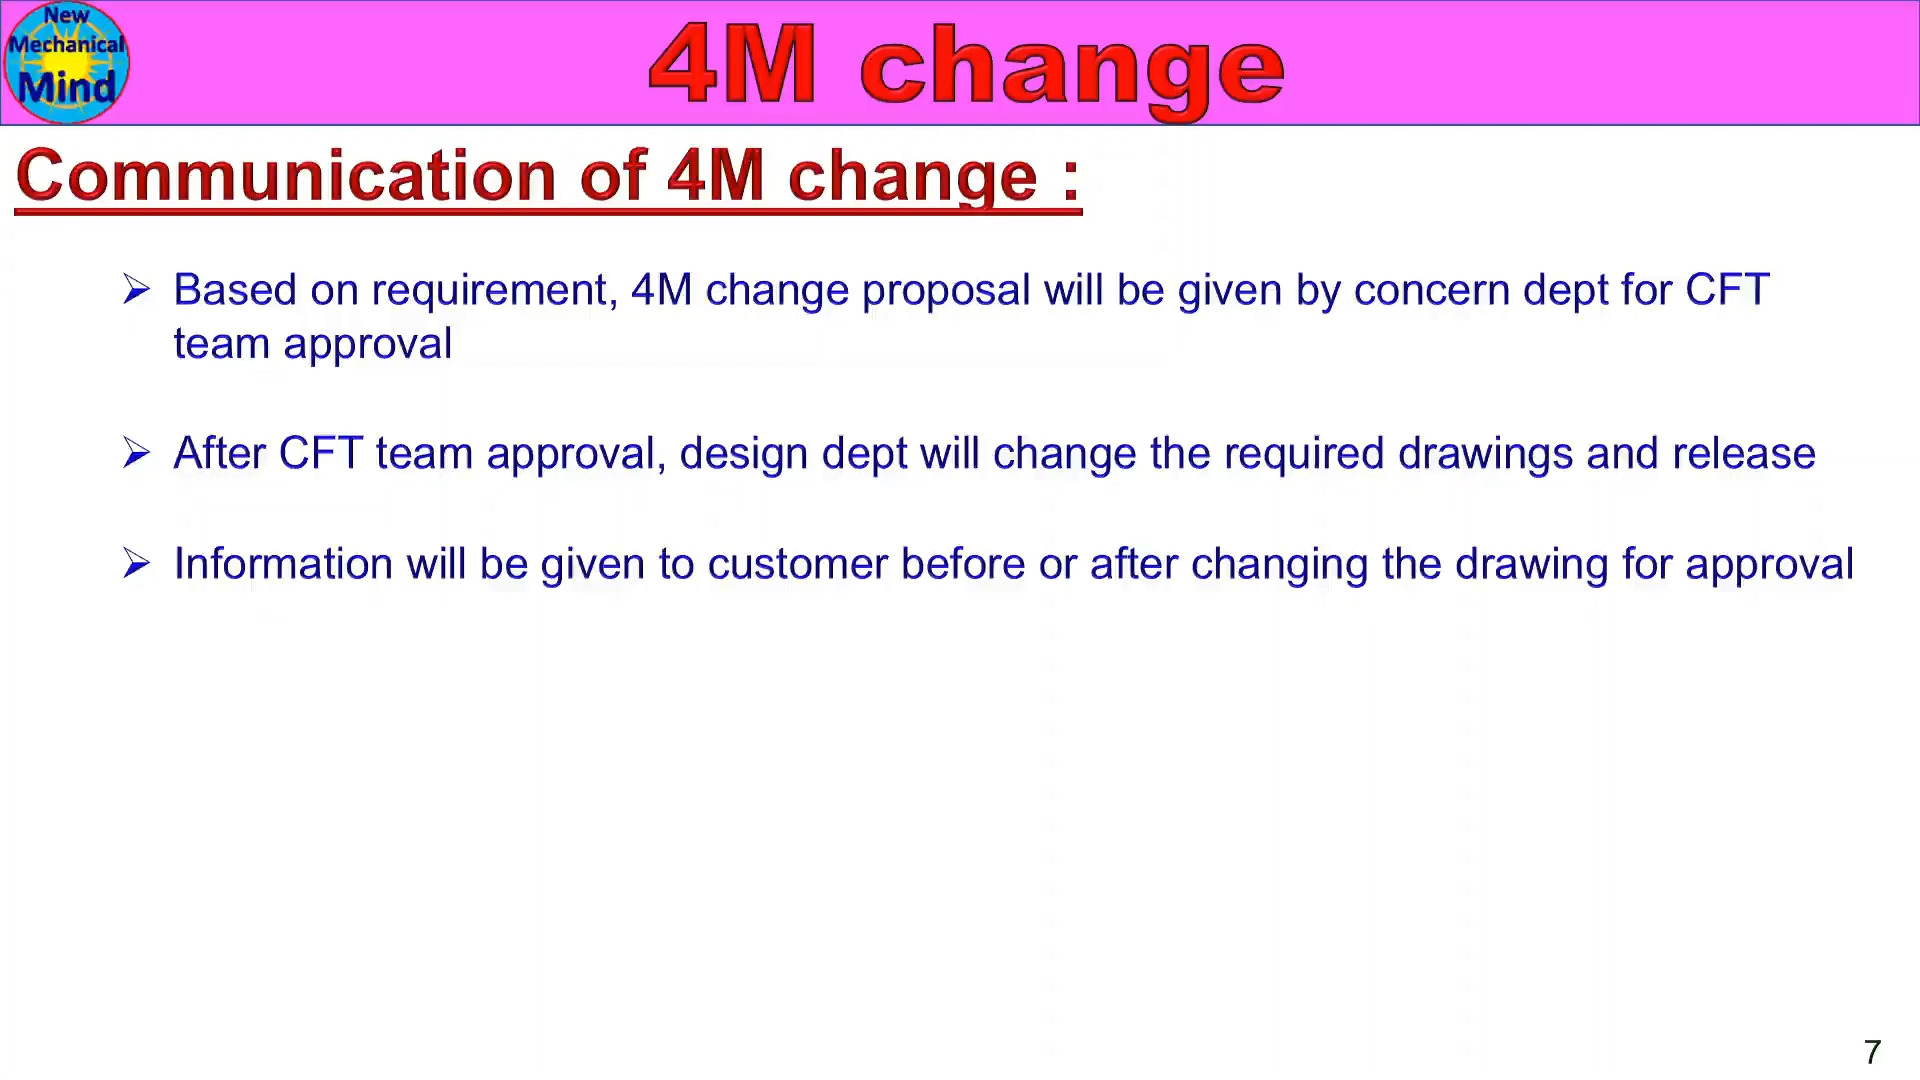 New
Mechanical
Mind
4M change
Communication of 4M change :
➢ Based on requirement, 4M change proposal will be given by concern dept for CFT
team approval
➢ After CFT team approval, design dept will change the required drawings and release
➢ Information will be given to customer before or after changing the drawing for approval
7